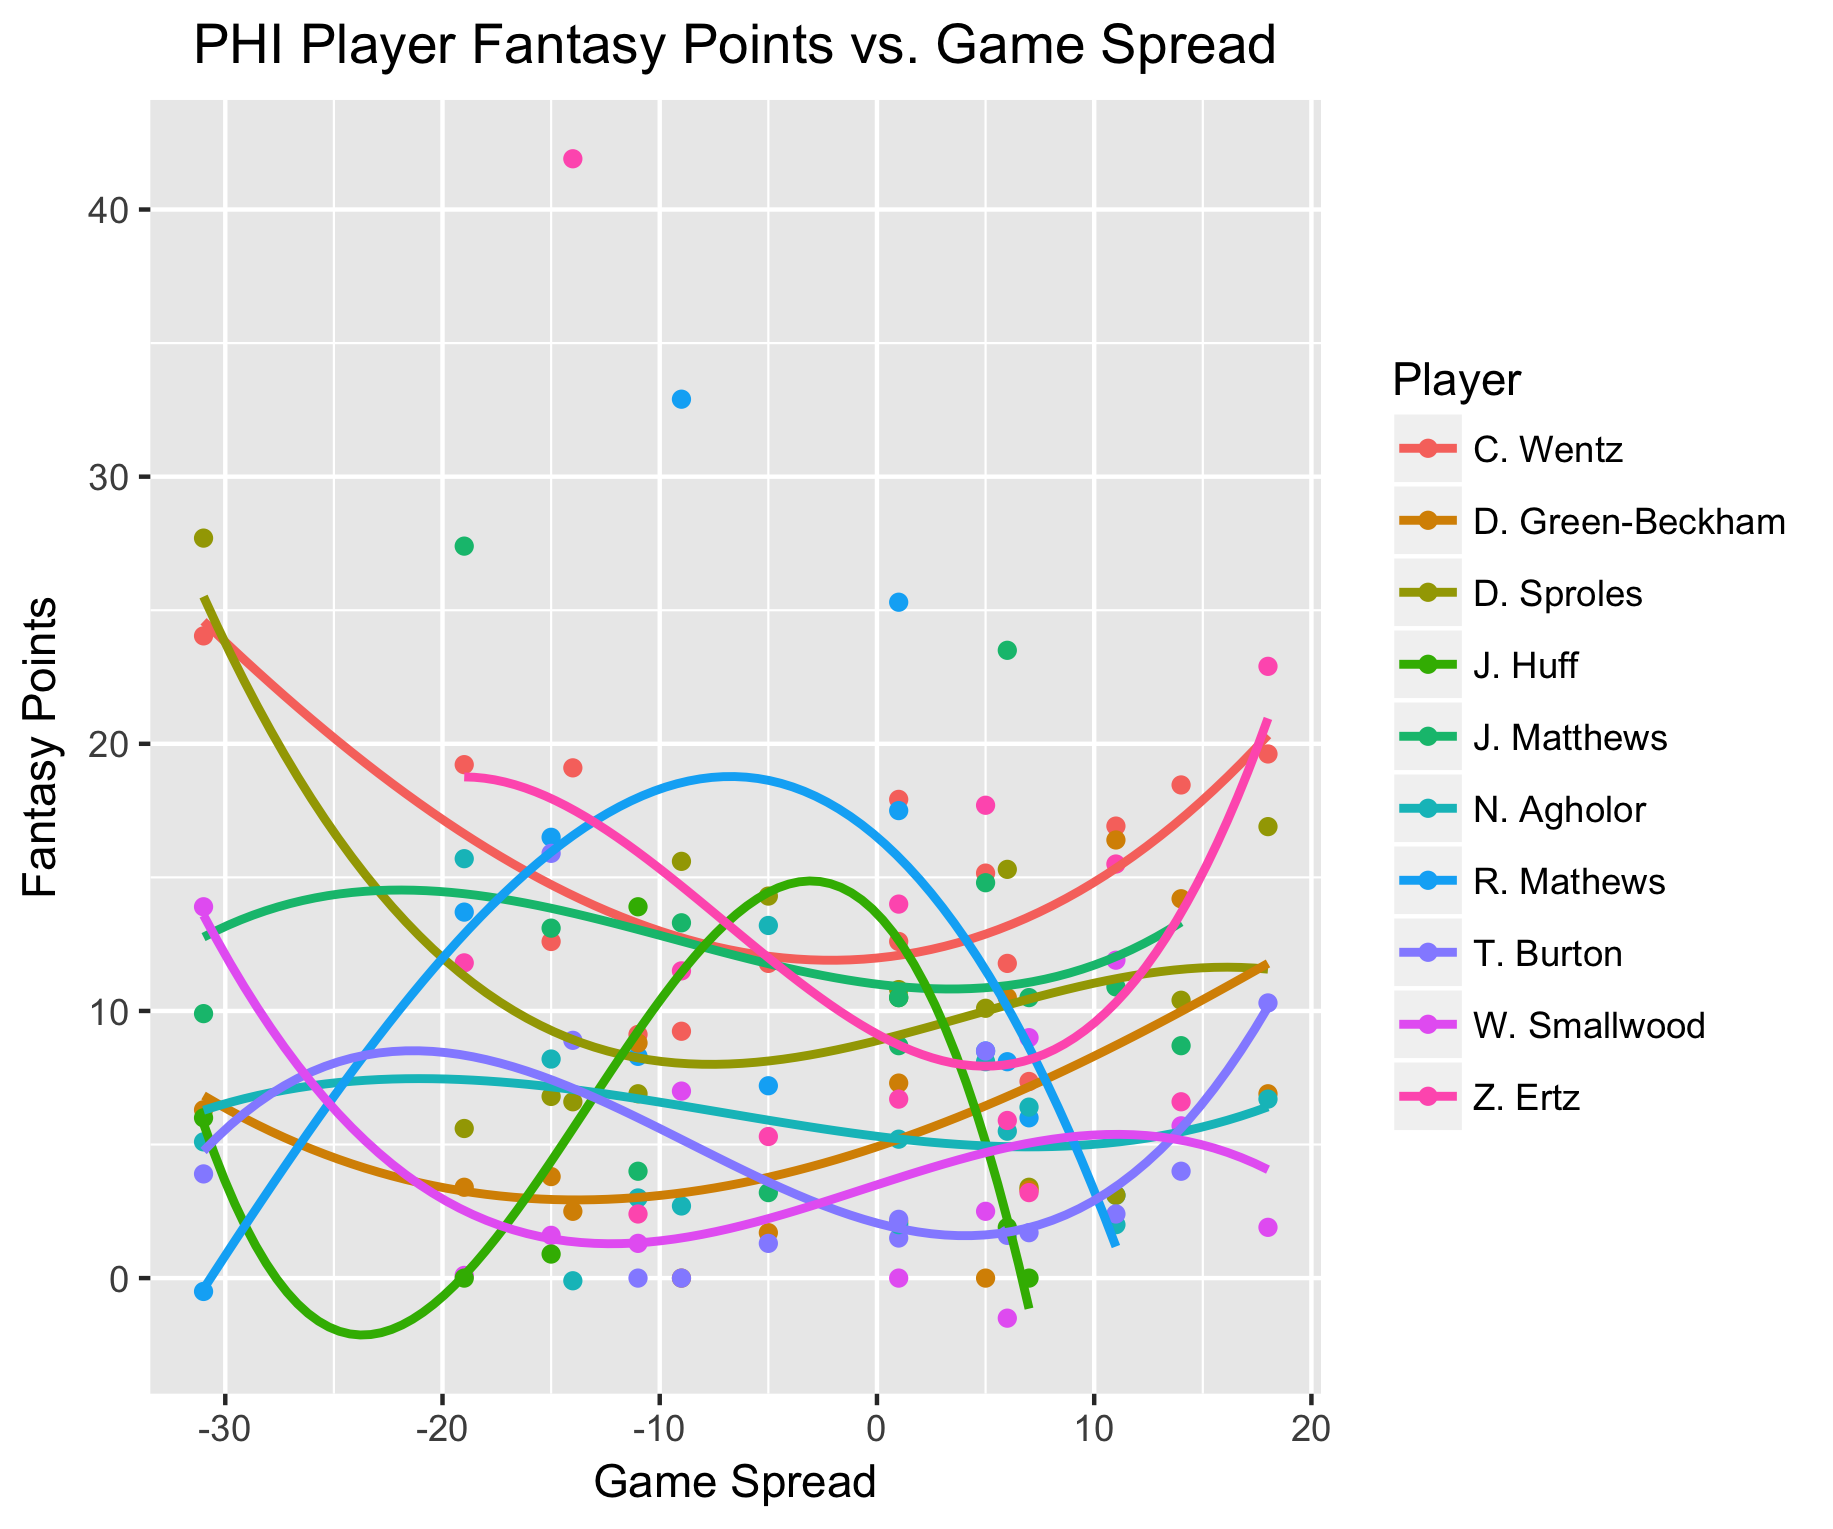 PHI Player Fantasy Points vs. Game Spread
40
30
20
10
0
Fantasy Points
-30 -20 -10 0 10 20
Game Spread
Player
C. Wentz
D. Green-Beckham
D. Sproles
J. Huff
J. Matthews
N. Agholor
R. Mathews
T. Burton
W. Smallwood
Z. Ertz